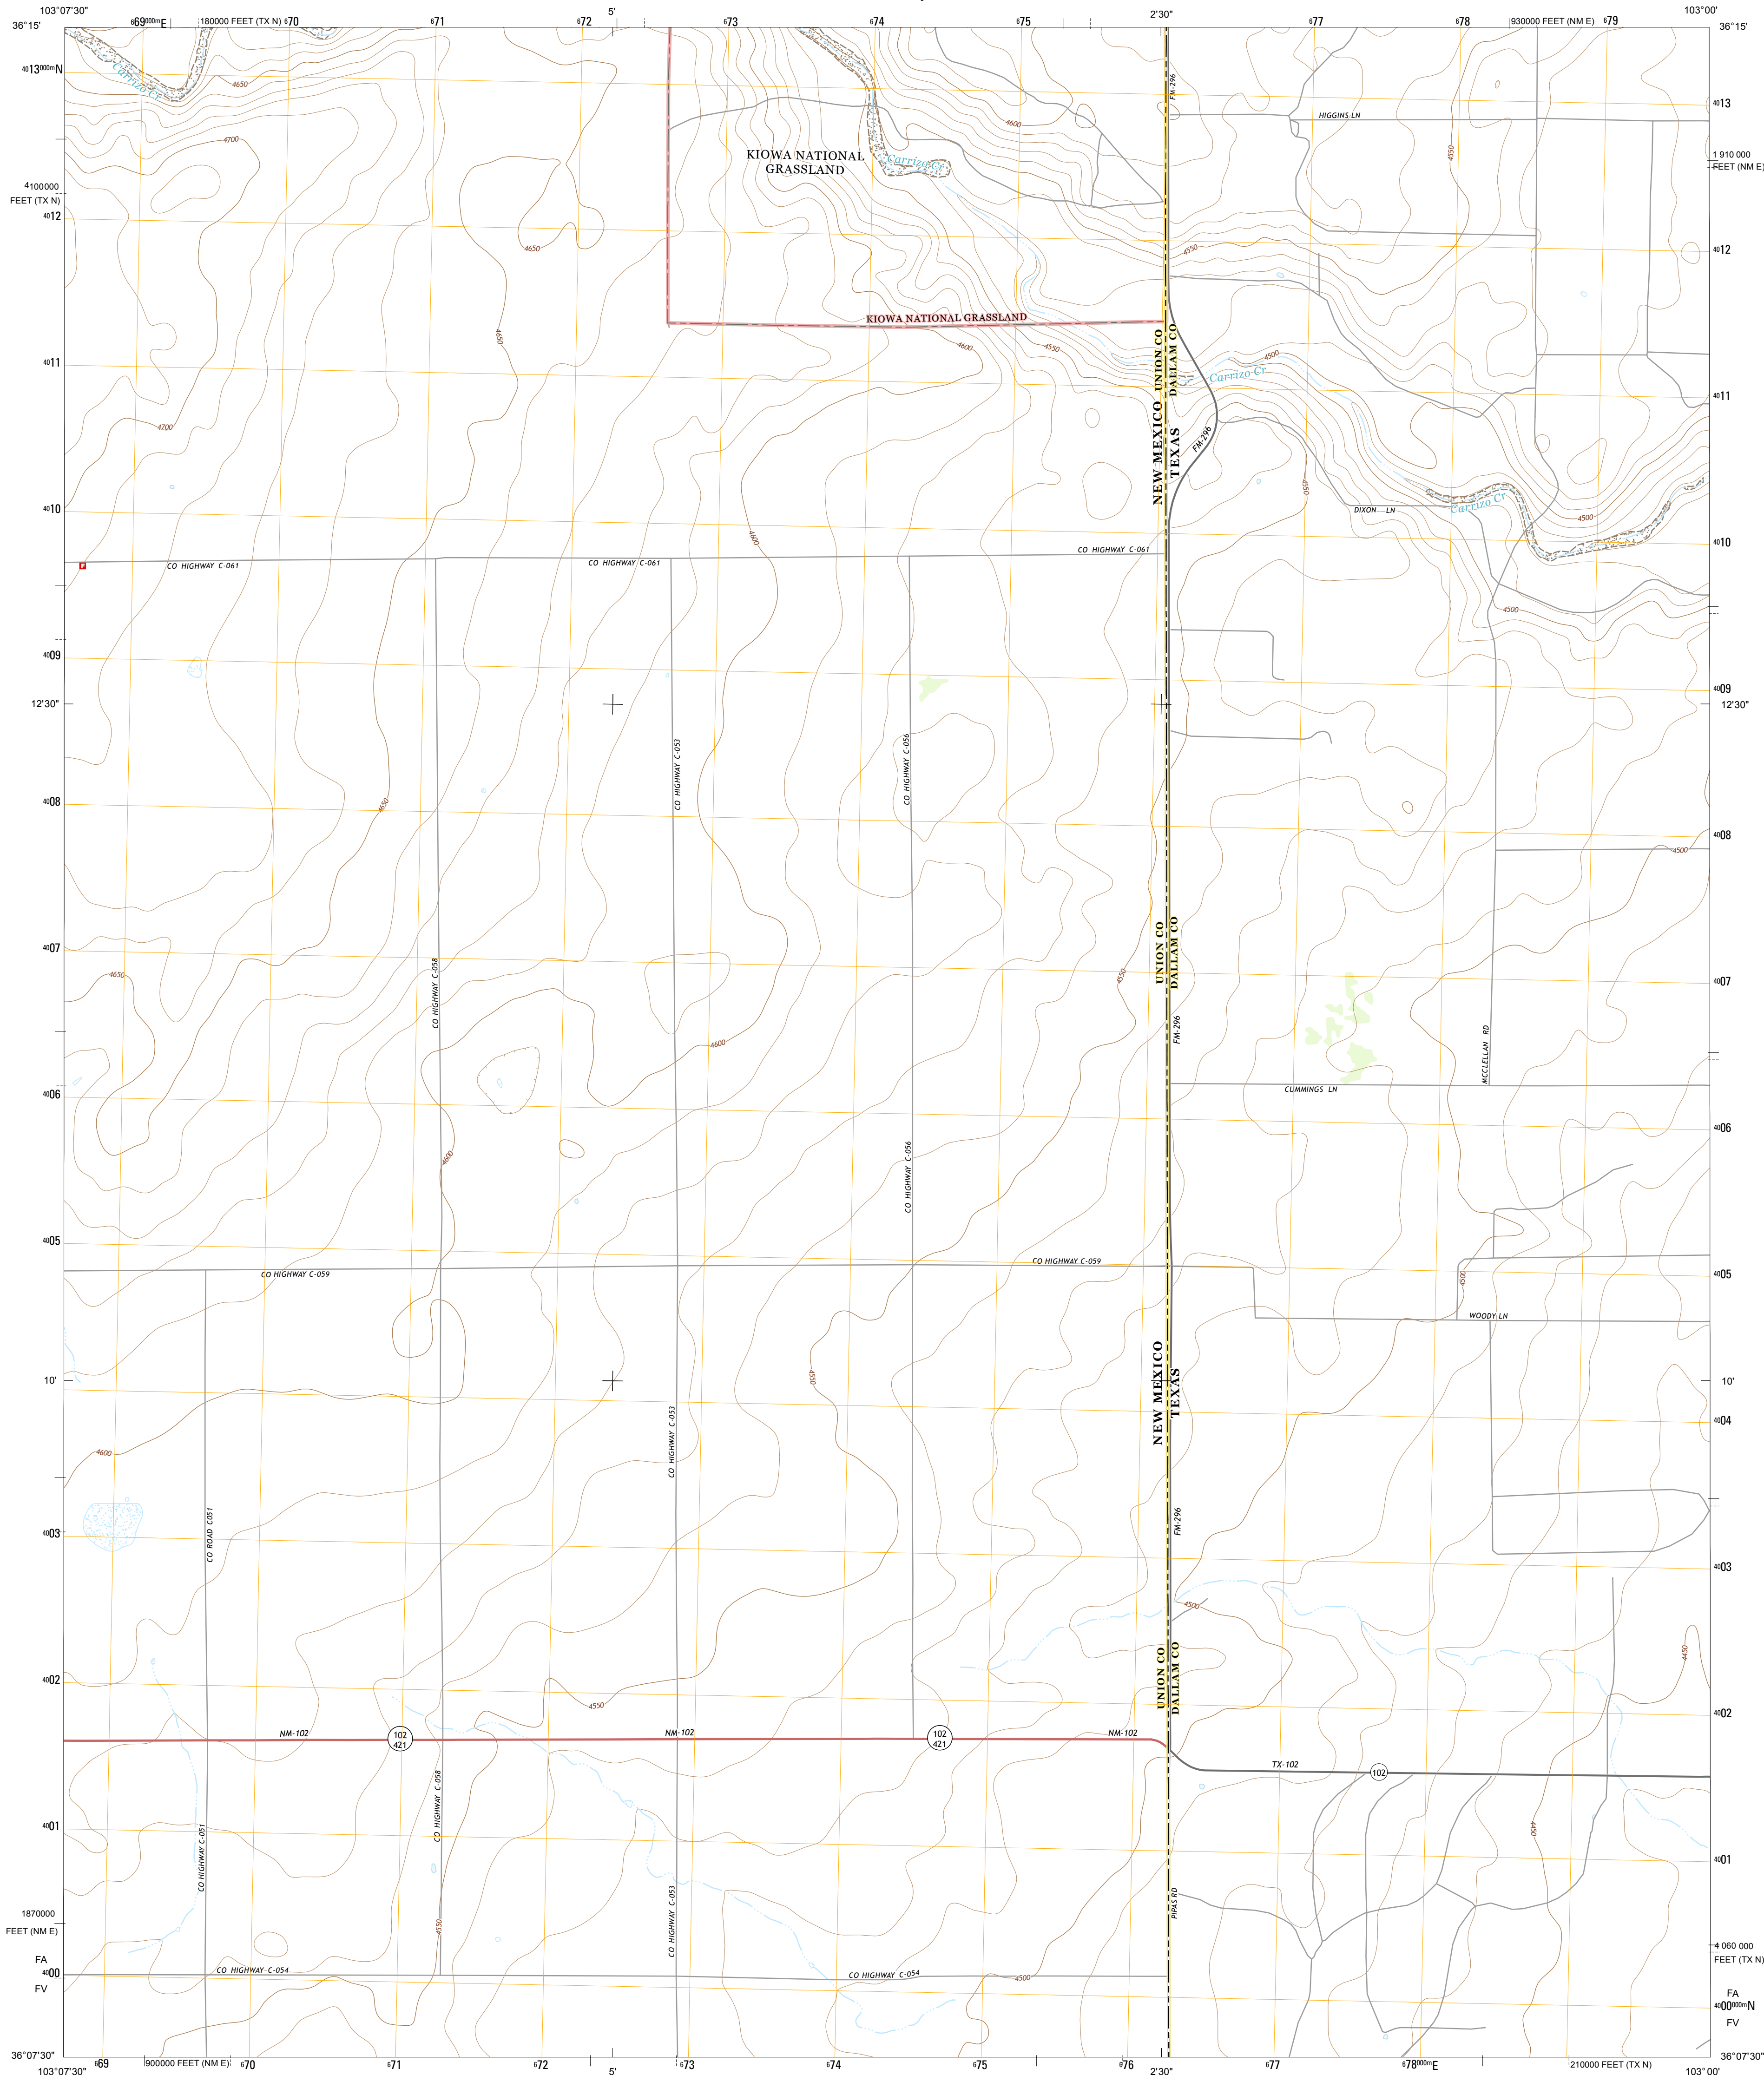 103°07'30"
⁶69⁰⁰⁰ᵐE
180000 FEET (TX N)
⁶70
⁶71
⁶72
5'
⁶73
⁶74
⁶75
2'30"
⁶77
⁶78
930000 FEET (NM E)
⁶79
103°00'
36°15'
36°15'
⁴⁰13⁰⁰⁰ᵐN
Carrizo Cr
4650
4600
FM-296
HIGGINS LN
4550
⁴⁰13
4700
KIOWA NATIONAL
GRASSLAND
Carrizo Cr
1 910 000
FEET (NM E)
4100000
FEET (TX N)
⁴⁰12
4650
4550
⁴⁰12
4650
KIOWA NATIONAL GRASSLAND
4600
4550
UNION CO
DALLAM CO
4500
Carrizo Cr
⁴⁰11
⁴⁰11
4700
NEW MEXICO
TEXAS
FM-296
4550
⁴⁰10
4600
DIXON LN
Carrizo Cr
4500
⁴⁰10
CO HIGHWAY C-061
CO HIGHWAY C-061
CO HIGHWAY C-061
P
4500
⁴⁰09
⁴⁰09
12'30"
12'30"
CO HIGHWAY C-053
CO HIGHWAY C-056
4650
⁴⁰08
⁴⁰08
4500
⁴⁰07
4650
CO HIGHWAY C-058
4550
UNION CO
DALLAM CO
⁴⁰07
4600
FM-296
MCCLELLAN RD
⁴⁰06
CUMMINGS LN
⁴⁰06
4600
CO HIGHWAY C-056
⁴⁰05
CO HIGHWAY C-059
CO HIGHWAY C-059
4500
⁴⁰05
WOODY LN
10'
4550
NEW MEXICO
TEXAS
10'
⁴⁰04
4600
CO HIGHWAY C-053
⁴⁰03
CO ROAD C051
FM-296
⁴⁰03
4500
4450
⁴⁰02
4550
UNION CO
DALLAM CO
⁴⁰02
NM-102
102
421
NM-102
102
421
NM-102
TX-102
102
⁴⁰01
CO HIGHWAY C-051
CO HIGHWAY C-058
4450
⁴⁰01
1870000
FEET (NM E)
4550
CO HIGHWAY C-053
PIPAS RD
4 060 000
FEET (TX N)
FA
⁴⁰00
FV
CO HIGHWAY C-054
CO HIGHWAY C-054
4500
FA
⁴⁰00⁰⁰⁰ᵐN
FV
36°07'30"
36°07'30"
103°07'30"
⁶69
900000 FEET (NM E)
⁶70
⁶71
⁶72
5'
⁶73
⁶74
⁶75
⁶76
2'30"
⁶77
⁶78⁰⁰⁰ᵐE
210000 FEET (TX N)
103°00'